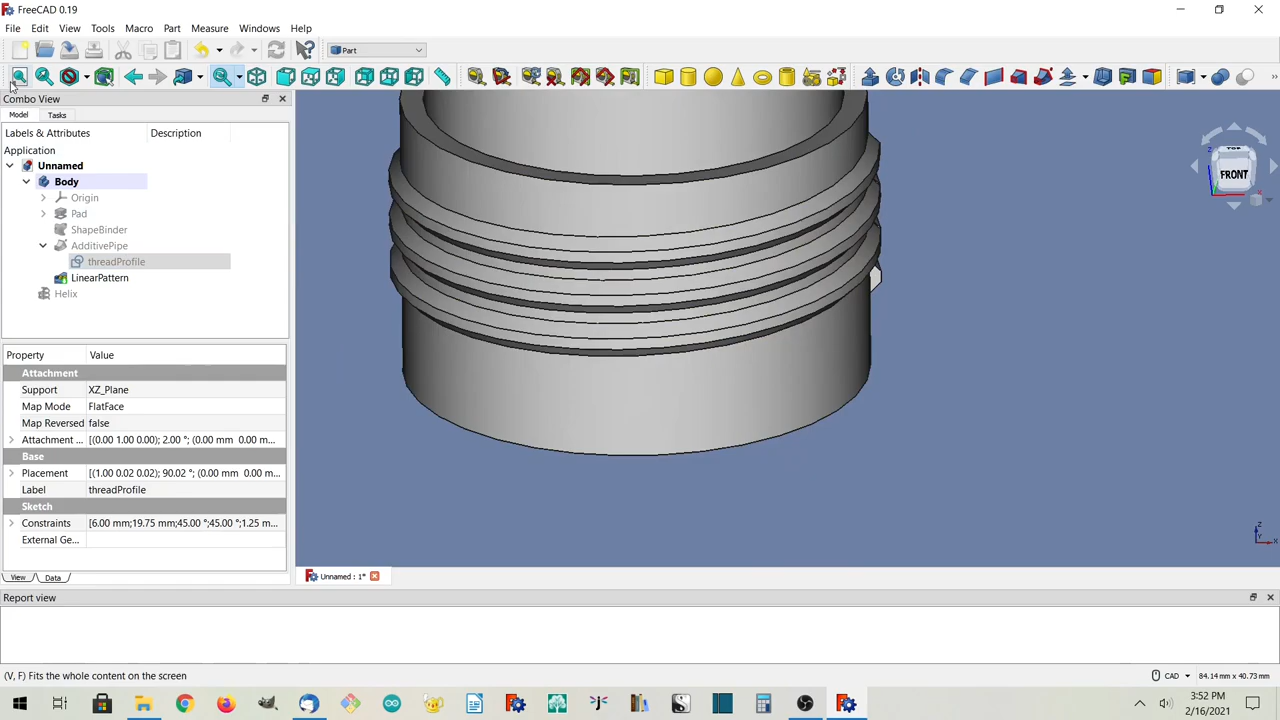 FreeCAD 0.19
File Edit View Tools Macro Part Measure Windows Help
Part
Combo View
Model Tasks
Labels & Attributes Description
Application
Unnamed
Body
Origin
Pad
ShapeBinder
AdditivePipe
threadProfile
LinearPattern
Helix
TOP
FRONT
Z
X
Property Value
Attachment
Support XZ_Plane
Map Mode FlatFace
Map Reversed false
Attachment ... [(0.00 1.00 0.00); 2.00 °; (0.00 mm 0.00 m...
Base
Placement [(1.00 0.02 0.02); 90.02 °; (0.00 mm 0.00 m...
Label threadProfile
Sketch
Constraints [6.00 mm;19.75 mm;45.00 °;45.00 °;1.25 m...
External Ge...
View Data
Unnamed : 1*
Report view
(V, F) Fits the whole content on the screen
CAD 84.14 mm x 40.73 mm
3:52 PM
2/16/2021